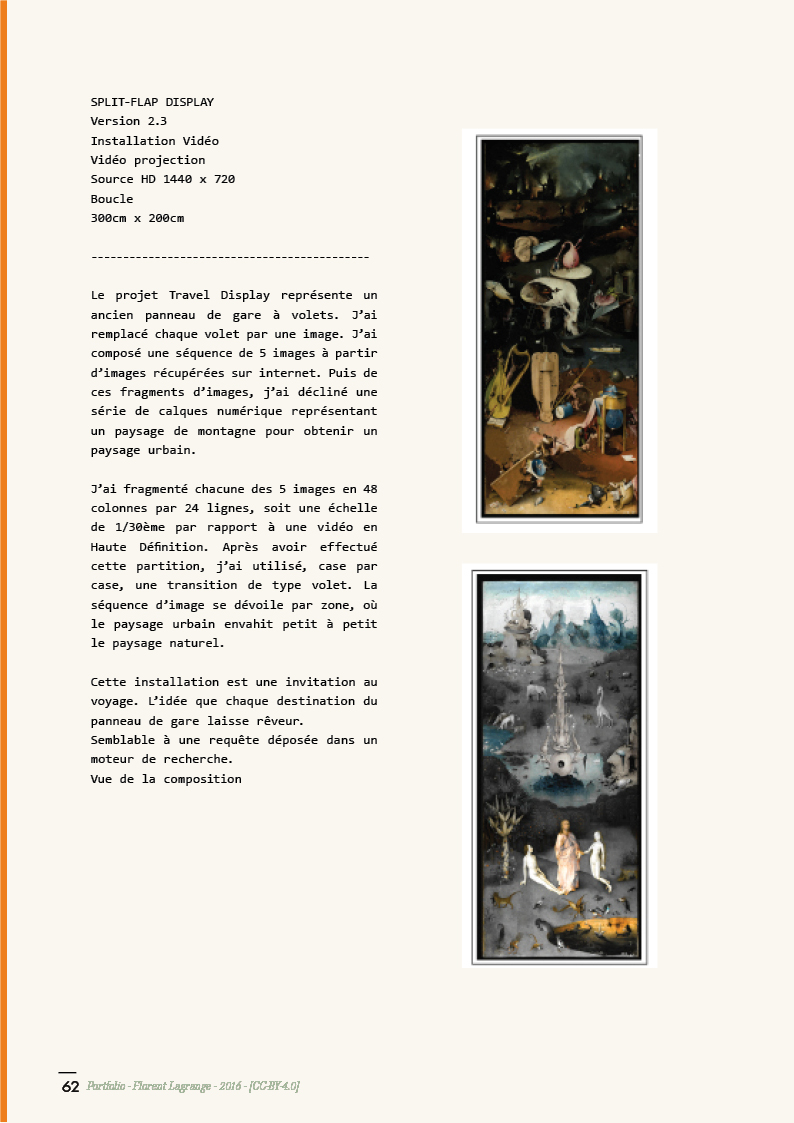 SPLIT-FLAP DISPLAY
Version 2.3
Installation Vidéo
Vidéo projection
Source HD 1440 x 720
Boucle
300cm x 200cm
--------------------------------------------
Le projet Travel Display représente un
ancien panneau de gare à volets. J’ai
remplacé chaque volet par une image. J’ai
composé une séquence de 5 images à partir
d’images récupérées sur internet. Puis de
ces fragments d’images, j’ai décliné une
série de calques numérique représentant
un paysage de montagne pour obtenir un
paysage urbain.
J’ai fragmenté chacune des 5 images en 48
colonnes par 24 lignes, soit une échelle
de 1/30ème par rapport à une vidéo en
Haute Définition. Après avoir effectué
cette partition, j’ai utilisé, case par
case, une transition de type volet. La
séquence d’image se dévoile par zone, où
le paysage urbain envahit petit à petit
le paysage naturel.
Cette installation est une invitation au
voyage. L’idée que chaque destination du
panneau de gare laisse rêveur.
Semblable à une requête déposée dans un
moteur de recherche.
Vue de la composition
62 Portfolio - Florent Lagrange - 2016 - [CC-BY-4.0]